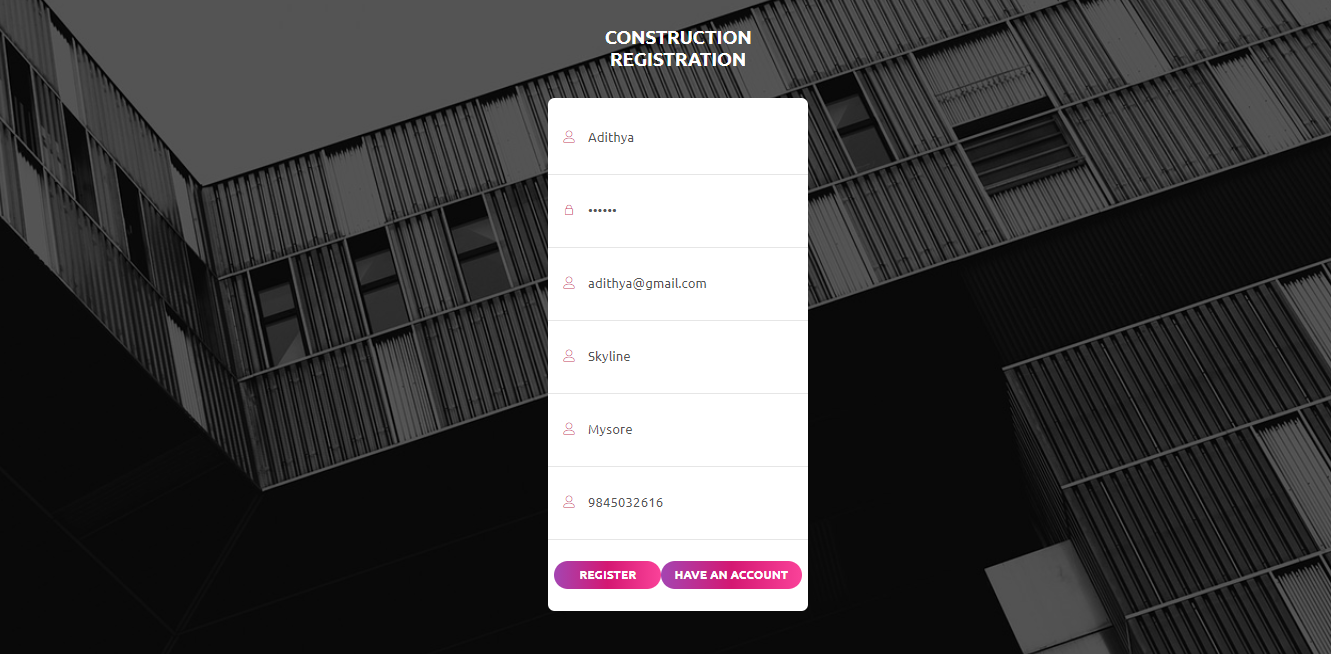 CONSTRUCTION
REGISTRATION
Adithya
••••••
adithya@gmail.com
Skyline
Mysore
9845032616
REGISTER HAVE AN ACCOUNT